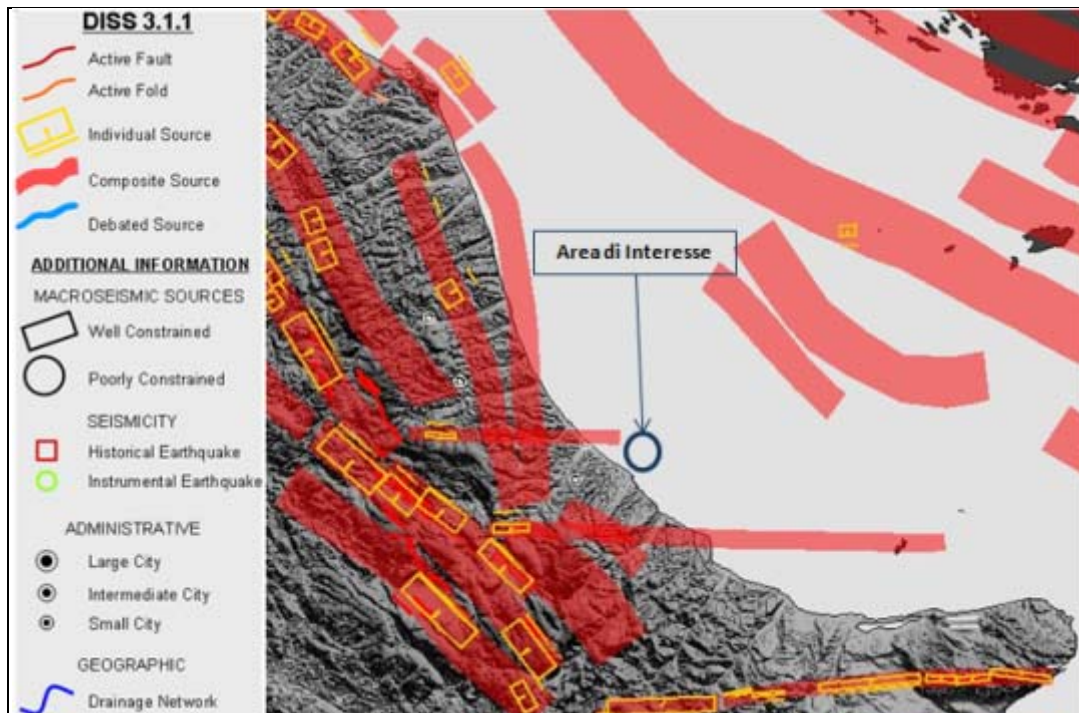 DISS 3.1.1
Active Fault
Active Fold
Individual Source
Composite Source
Debated Source
ADDITIONAL INFORMATION
MACROSEISMIC SOURCES
Well Constrained
Poorly Constrained
SEISMICITY
Historical Earthquake
Instrumental Earthquake
ADMINISTRATIVE
Large City
Intermediate City
Small City
GEOGRAPHIC
Drainage Network
Area di Interesse